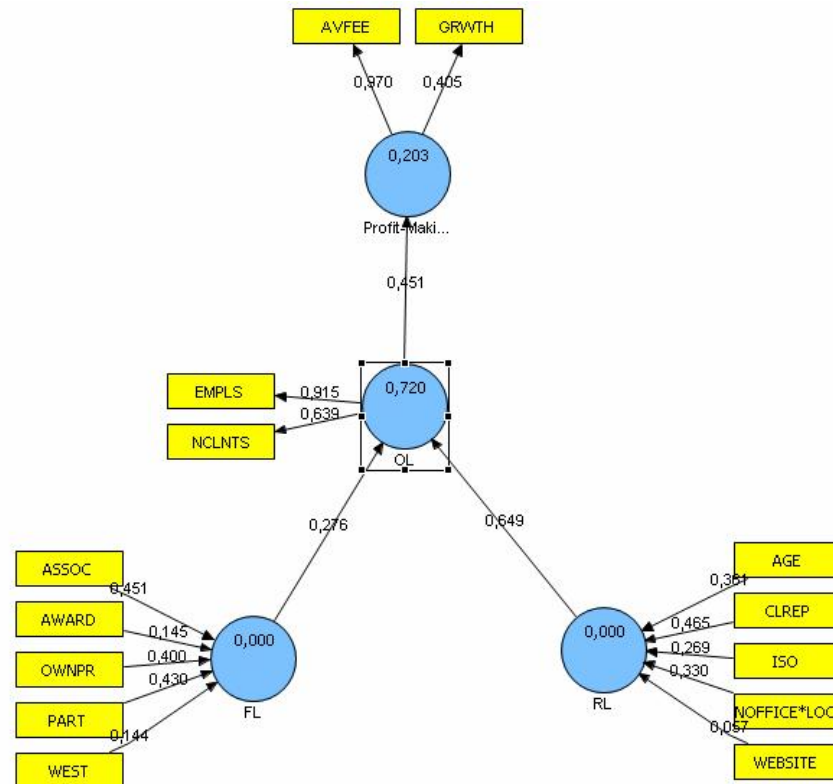 AVFEE
GRWTH
0,970
0,405
0,203
Profit-Maki...
0,451
EMPLS
0,915
0,720
NCLNTS
0,639
OL
0,276
0,649
ASSOC
0,451
AWARD
0,145
OWNPR
0,400
PART
0,430
WEST
0,144
0,000
FL
0,000
RL
AGE
0,361
CLREP
0,465
ISO
0,269
NOFFICE*LOC
0,330
WEBSITE
0,057